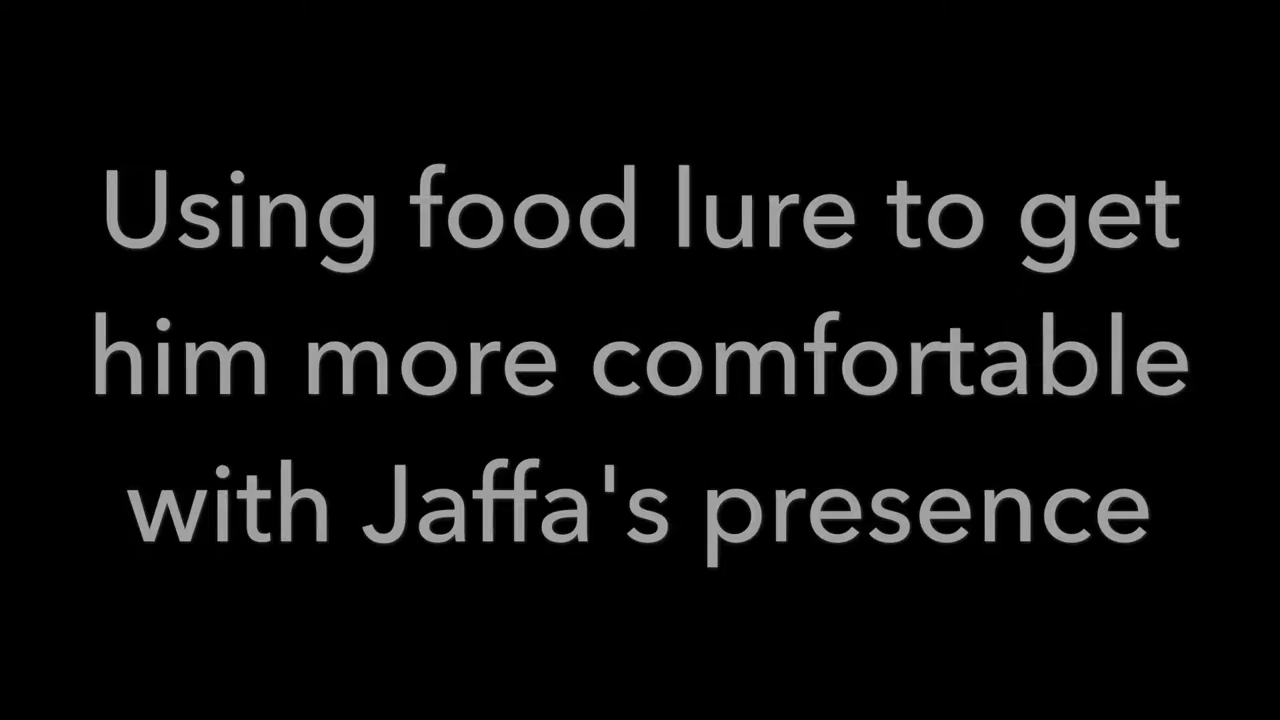 Using food lure to get
him more comfortable
with Jaffa's presence